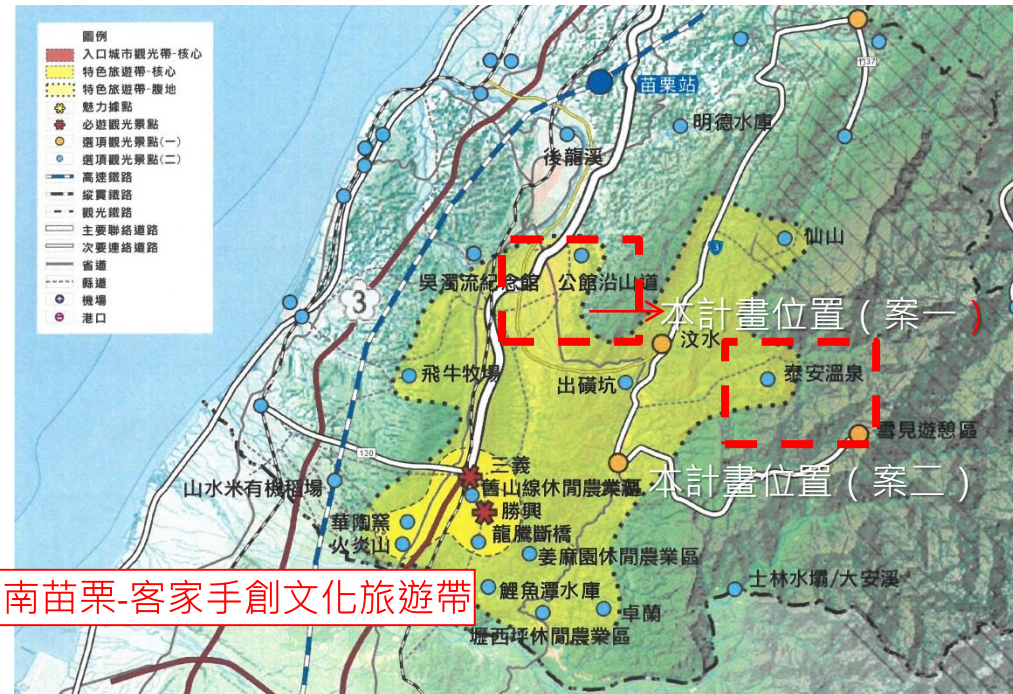 圖例
入口城市觀光帶-核心
特色旅遊帶-核心
特色旅遊帶-腹地
魅力據點
必遊觀光景點
選項觀光景點(一)
選項觀光景點(二)
高速鐵路
縱貫鐵路
觀光鐵路
主要聯絡道路
次要連絡道路
省道
縣道
機場
港口
苗栗站
明德水庫
後龍溪
仙山
3
吳濁流紀念館
公館沿山道
3
本計畫位置(案一)
汶水
飛牛牧場
出磺坑
泰安溫泉
雪見遊憩區
130
三義
本計畫位置(案二)
山水米有機稻場
舊山線休閒農業區
勝興
華陶窯
龍騰斷橋
火炎山
姜麻園休閒農業區
士林水壩/大安溪
南苗栗-客家手創文化旅遊帶
鯉魚潭水庫
卓蘭
壢西坪休閒農業區